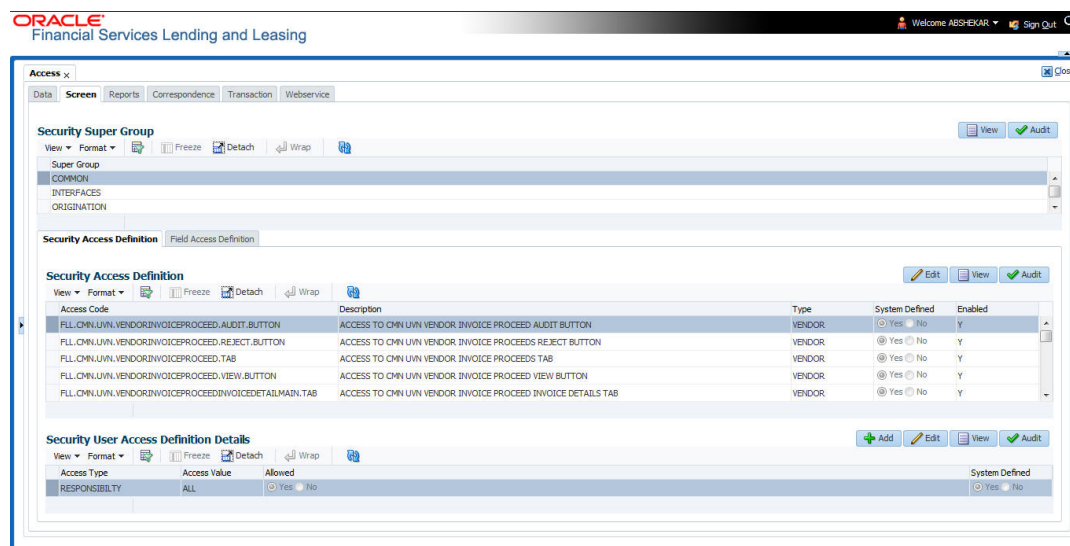 ORACLE
Financial Services Lending and Leasing
Welcome ABSHEKAR Sign Out
Access x
Data Screen Reports Correspondence Transaction Webservice
Security Super Group
View Audit
View Format Freeze Detach Wrap
Super Group
COMMON
INTERFACES
ORIGINATION
Security Access Definition Field Access Definition
Security Access Definition
Edit View Audit
View Format Freeze Detach Wrap
Access Code Description Type System Defined Enabled
FLL.CMN.UVN.VENDORINVOICEPROCEED.AUDIT.BUTTON ACCESS TO CMN UVN VENDOR INVOICE PROCEED AUDIT BUTTON VENDOR Yes No Y
FLL.CMN.UVN.VENDORINVOICEPROCEED.REJECT.BUTTON ACCESS TO CMN UVN VENDOR INVOICE PROCEEDS REJECT BUTTON VENDOR Yes No Y
FLL.CMN.UVN.VENDORINVOICEPROCEED.TAB ACCESS TO CMN UVN VENDOR INVOICE PROCEEDS TAB VENDOR Yes No Y
FLL.CMN.UVN.VENDORINVOICEPROCEED.VIEW.BUTTON ACCESS TO CMN UVN VENDOR INVOICE PROCEED VIEW BUTTON VENDOR Yes No Y
FLL.CMN.UVN.VENDORINVOICEPROCEEDINVOICEDETAILMAIN.TAB ACCESS TO CMN UVN VENDOR INVOICE PROCEED INVOICE DETAILS TAB VENDOR Yes No Y
Security User Access Definition Details
Add Edit View Audit
View Format Freeze Detach Wrap
Access Type Access Value Allowed System Defined
RESPONSIBILTY ALL Yes No Yes No